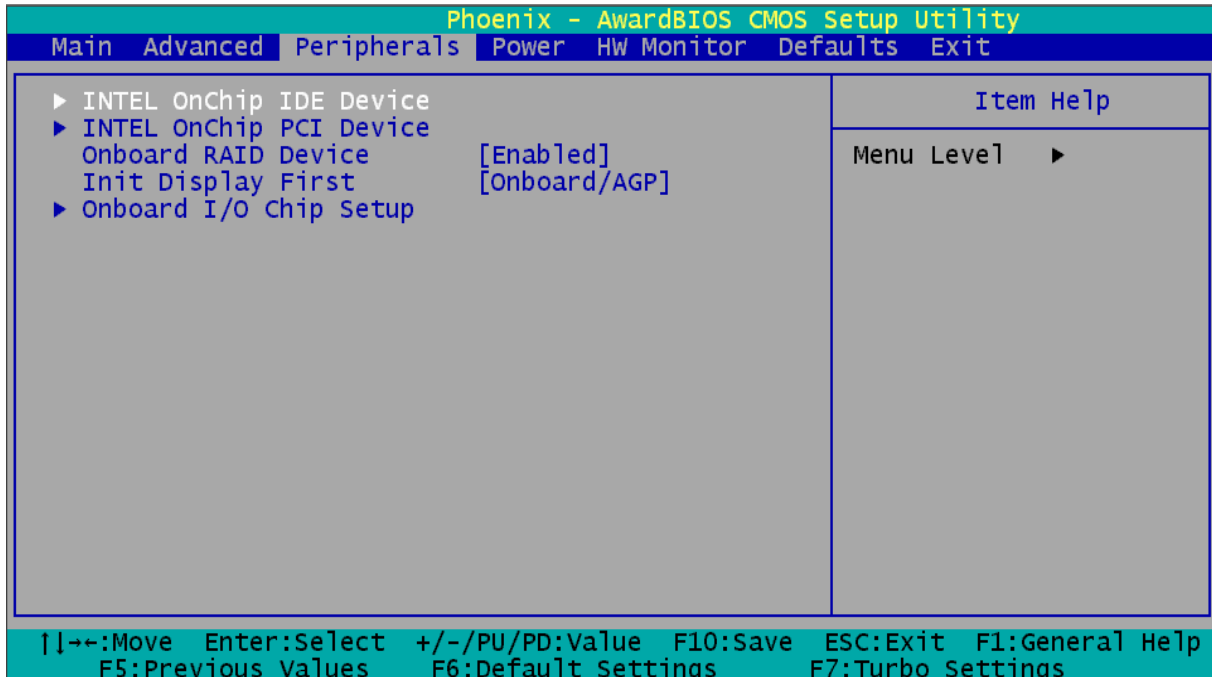 Phoenix - AwardBIOS CMOS Setup Utility
Main Advanced Peripherals Power HW Monitor Defaults Exit
▶ INTEL OnChip IDE Device
▶ INTEL OnChip PCI Device
Onboard RAID Device [Enabled]
Init Display First [Onboard/AGP]
▶ Onboard I/O Chip Setup
Item Help
Menu Level ▶
↑↓→←:Move Enter:Select +/-/PU/PD:Value F10:Save ESC:Exit F1:General Help
F5:Previous Values F6:Default Settings F7:Turbo Settings